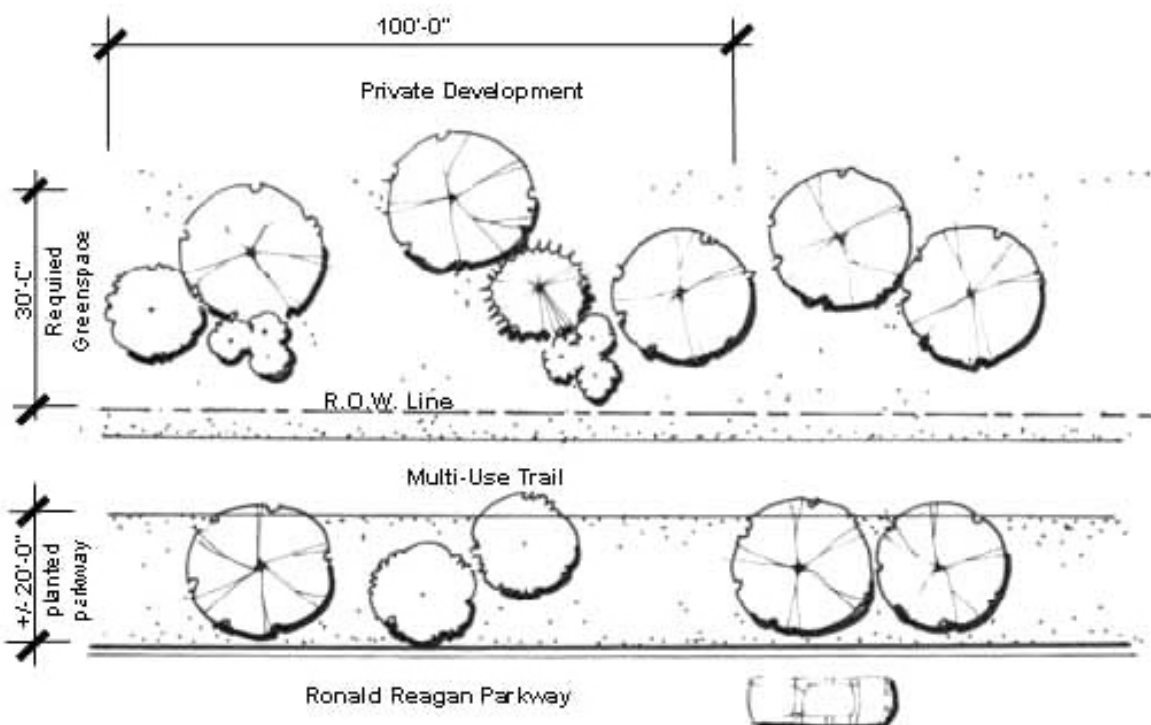 100'-0"
Private Development
30'-0"
Required
Greenspace
R.O.W. Line
Multi-Use Trail
+/- 20'-0"
planted
parkway
Ronald Reagan Parkway